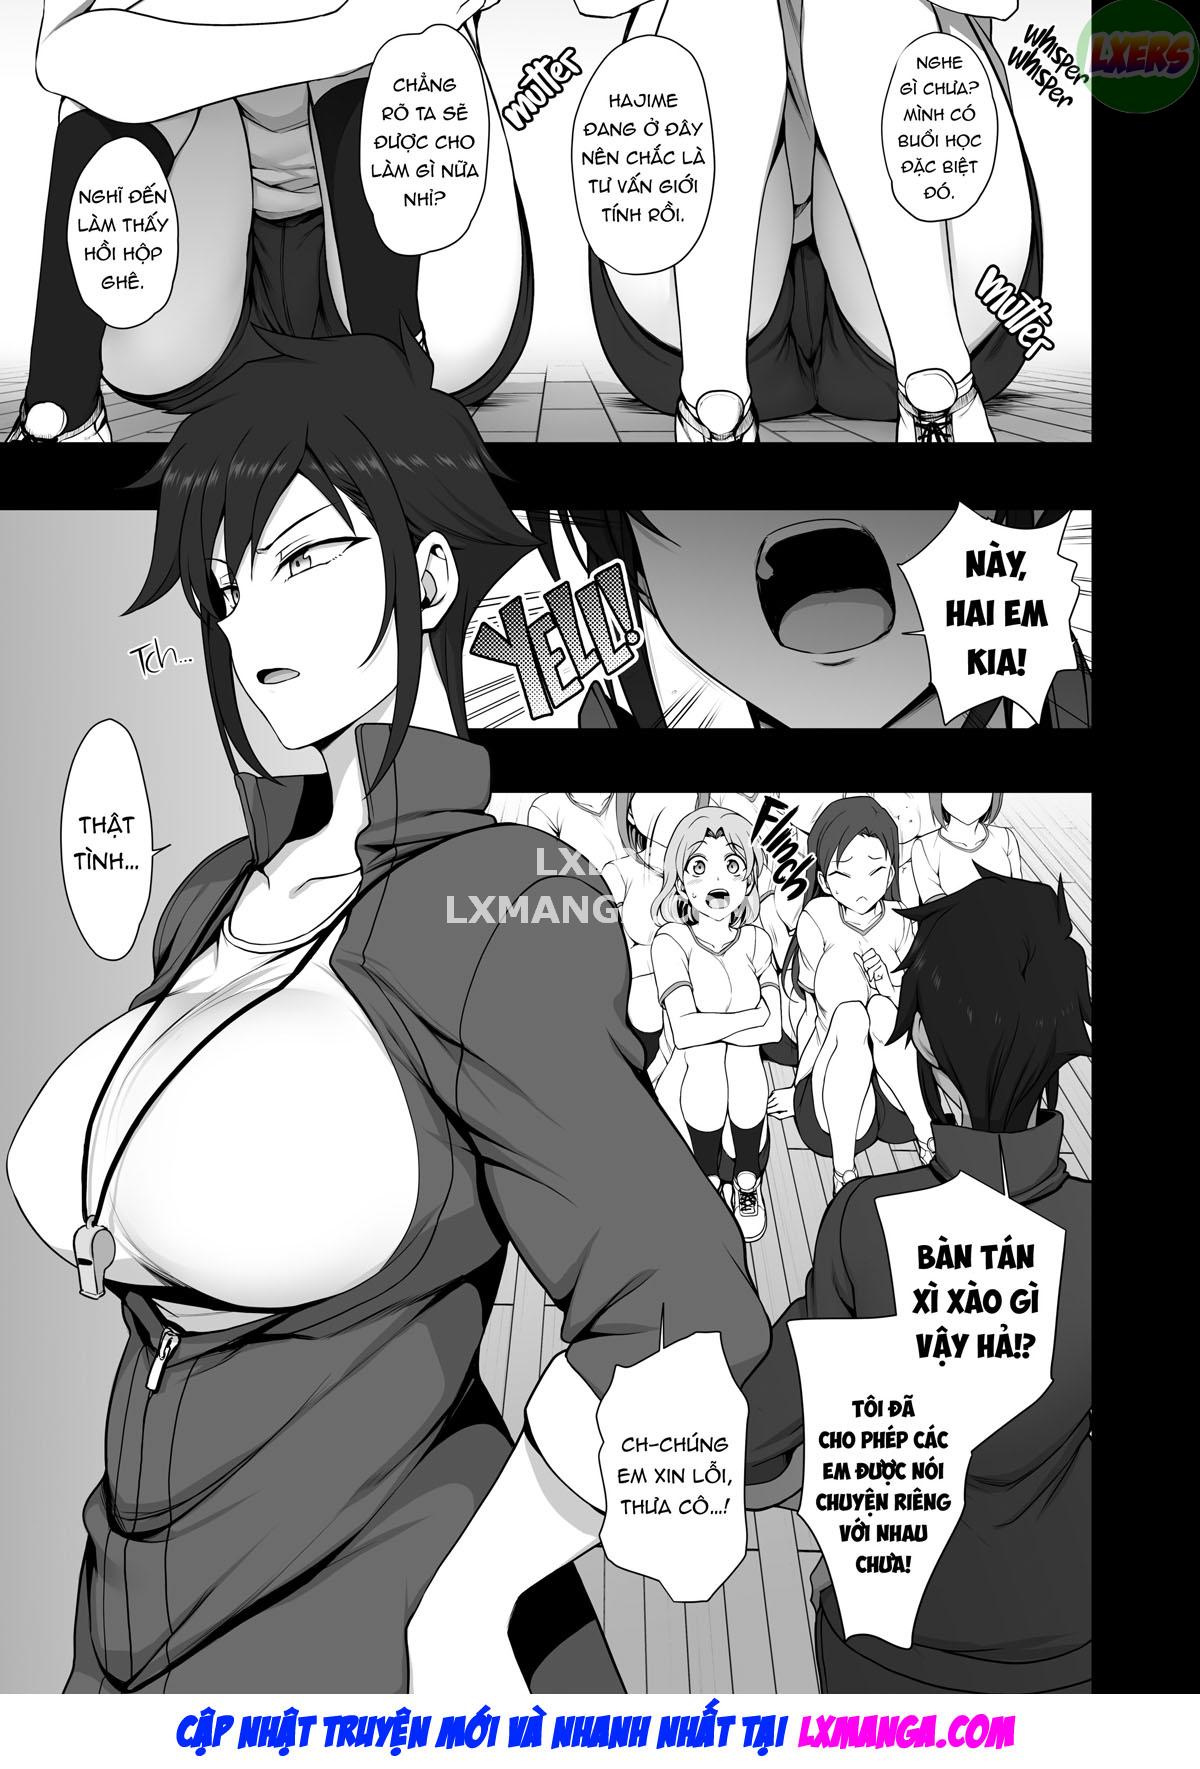 LXERS
whisper
whisper
NGHE
GÌ CHƯA?
MÌNH CÓ
BUỔI HỌC
ĐẶC BIỆT
ĐÓ.
HAJIME
ĐANG Ở ĐÂY
NÊN CHẮC LÀ
TƯ VẤN GIỚI
TÍNH RỒI.
mutter
mutter
CHẲNG
RÕ TA SẼ
ĐƯỢC CHO
LÀM GÌ NỮA
NHỈ?
NGHĨ ĐẾN
LÀM THẤY
HỒI HỘP
GHÊ.
NÀY,
HAI EM
KIA!
YELL!
Tch...
THẬT
TÌNH...
Flinch
LXERS
LXMANGA.COM
BÀN TÁN
XÌ XÀO GÌ
VẬY HẢ!?
TÔI ĐÃ
CHO PHÉP CÁC
EM ĐƯỢC NÓI
CHUYỆN RIÊNG
VỚI NHAU
CHƯA!
CH-CHÚNG
EM XIN LỖI,
THƯA CÔ...!
CẬP NHẬT TRUYỆN MỚI VÀ NHANH NHẤT TẠI LXMANGA.COM